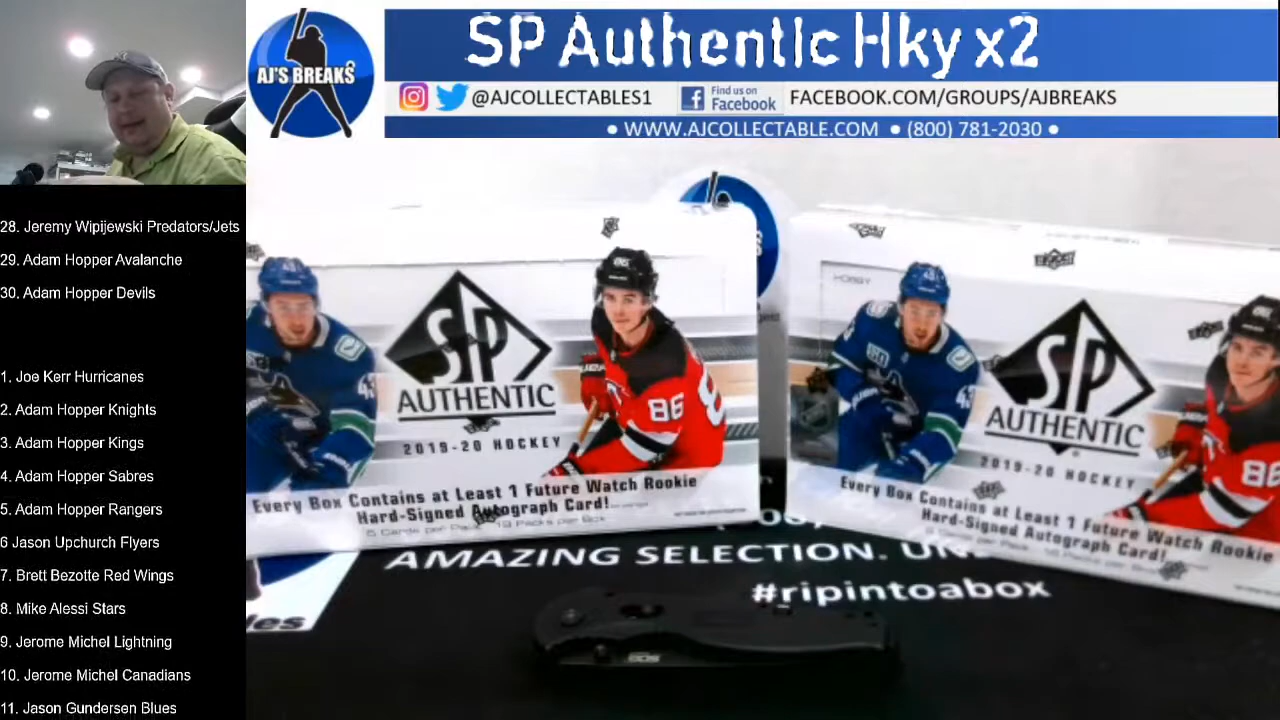 SP Authentic Hky x2
AJ'S BREAKS
@AJCOLLECTABLES1
Find us on
Facebook
FACEBOOK.COM/GROUPS/AJBREAKS
• WWW.AJCOLLECTABLE.COM • (800) 781-2030 •
28. Jeremy Wipijewski Predators/Jets
29. Adam Hopper Avalanche
30. Adam Hopper Devils
1. Joe Kerr Hurricanes
2. Adam Hopper Knights
3. Adam Hopper Kings
4. Adam Hopper Sabres
5. Adam Hopper Rangers
6 Jason Upchurch Flyers
7. Brett Bezotte Red Wings
8. Mike Alessi Stars
9. Jerome Michel Lightning
10. Jerome Michel Canadians
11. Jason Gundersen Blues
SP
AUTHENTIC
2019-20 HOCKEY
86
Every Box Contains at Least 1 Future Watch Rookie
Hard-Signed Autograph Card!
HOBBY
SP
AUTHENTIC
2019-20 HOCKEY
43
86
Every Box Contains at Least 1 Future Watch Rookie
Hard-Signed Autograph Card!
AMAZING SELECTION.
#ripintoabox